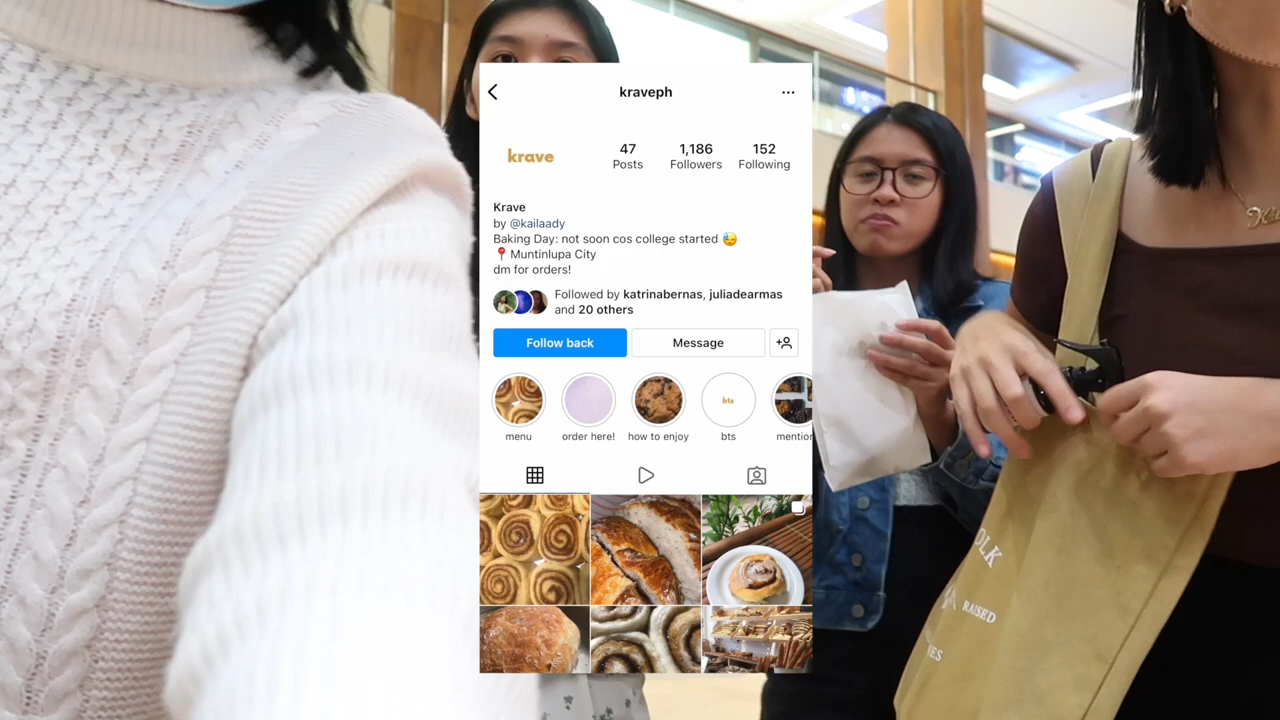 kraveph
krave
47
Posts
1,186
Followers
152
Following
Krave
by @kailaady
Baking Day: not soon cos college started 😓
📍 Muntinlupa City
dm for orders!
Followed by katrinabernas, juliadearmas
and 20 others
Follow back
Message
menu
order here!
how to enjoy
bts
bts
mention
OLK
RAISED